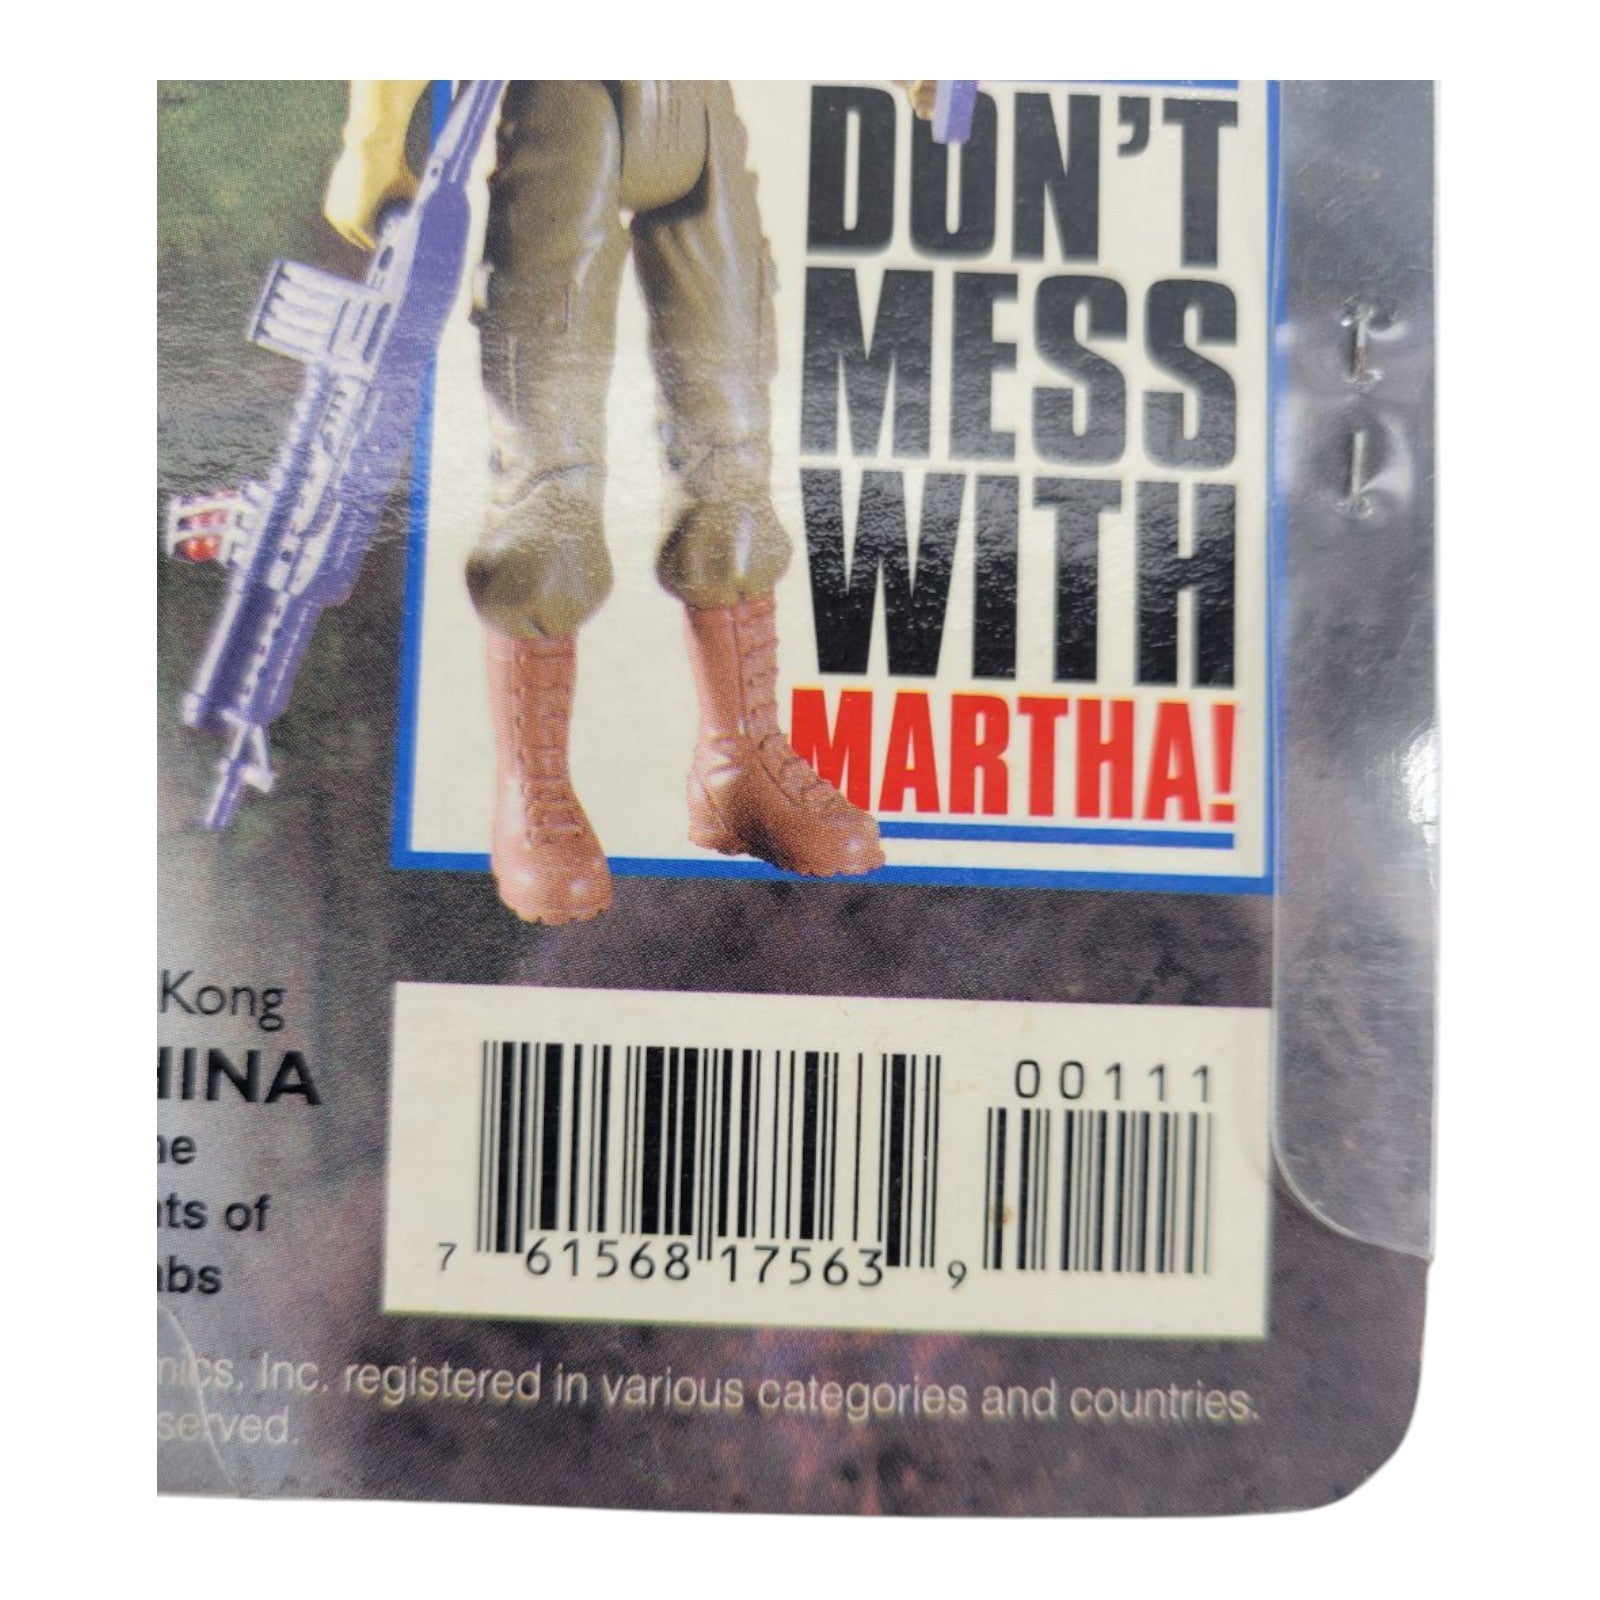 DON'T
MESS
WITH
MARTHA!
Kong
HINA
ne
nts of
abs
00111
7 61568 17563 9
nics, Inc. registered in various categories and countries.
served.